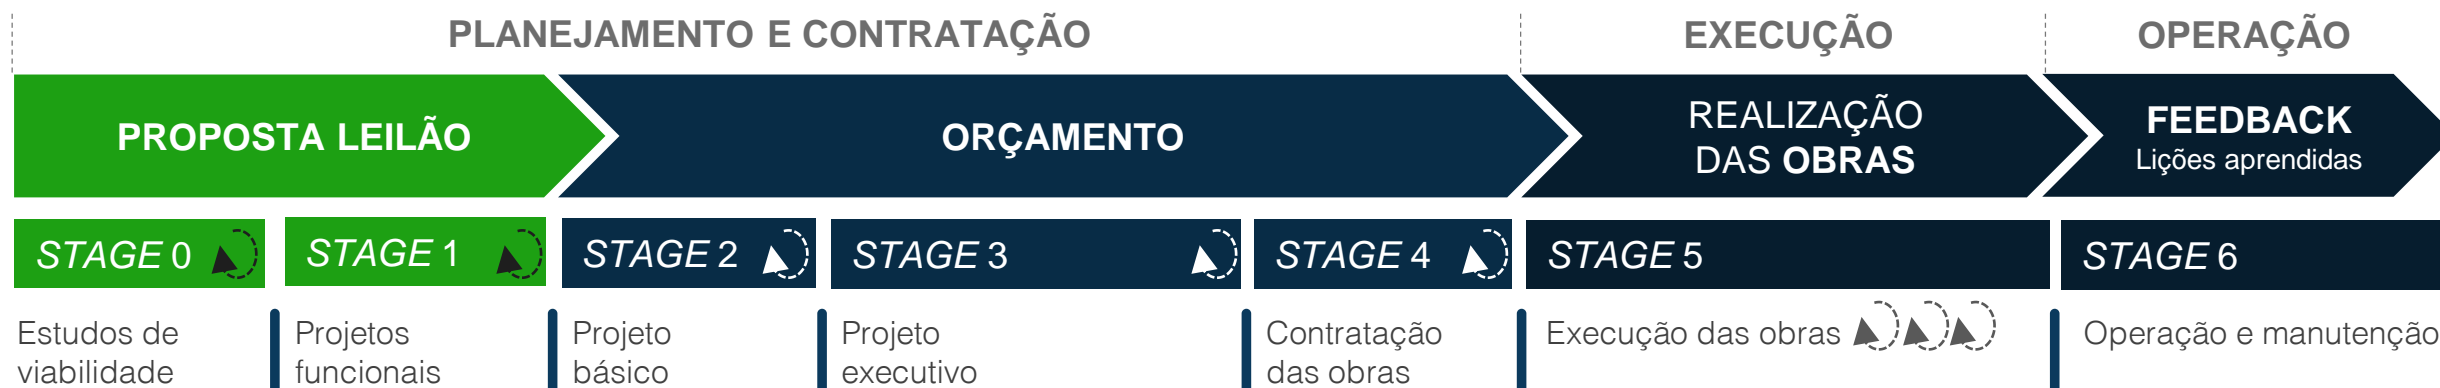 PLANEJAMENTO E CONTRATAÇÃO
EXECUÇÃO
OPERAÇÃO
PROPOSTA LEILÃO
ORÇAMENTO
REALIZAÇÃO
DAS OBRAS
FEEDBACK
Lições aprendidas
STAGE 0
STAGE 1
STAGE 2
STAGE 3
STAGE 4
STAGE 5
STAGE 6
Estudos de
viabilidade
Projetos
funcionais
Projeto
básico
Projeto
executivo
Contratação
das obras
Execução das obras
Operação e manutenção